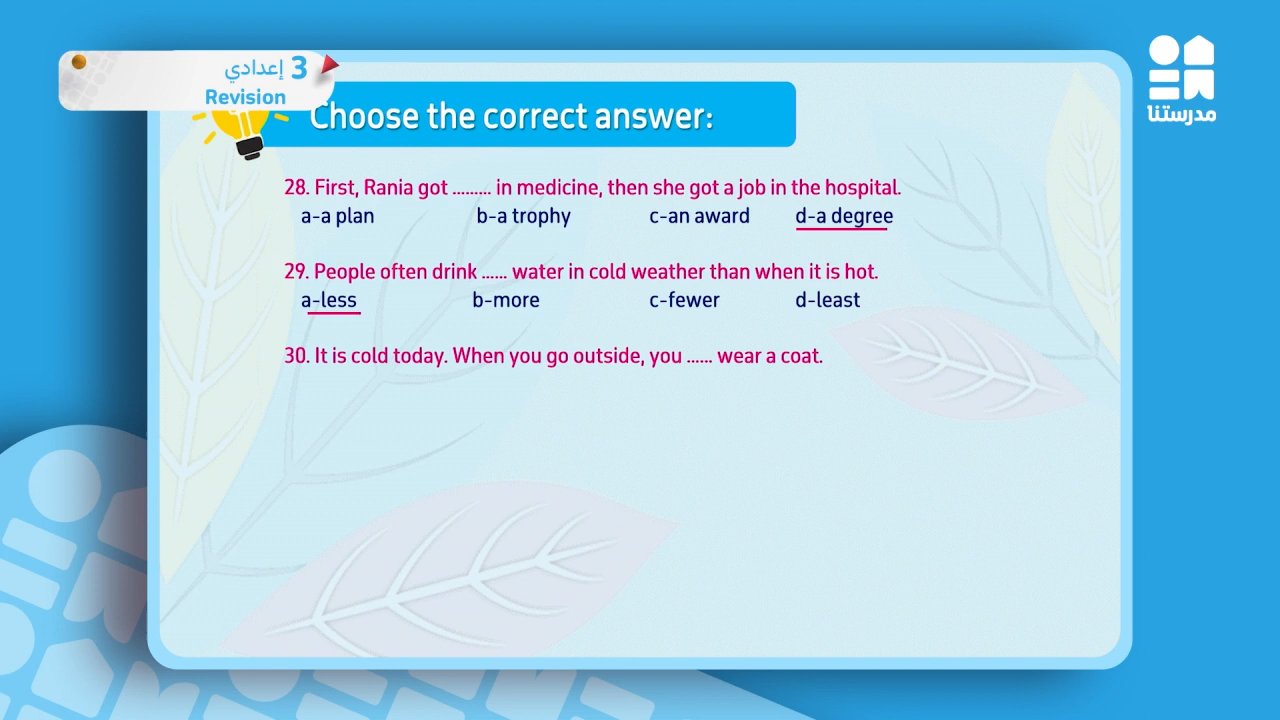 3 إعدادي
Revision
مدرستنا
Choose the correct answer:
28. First, Rania got ......... in medicine, then she got a job in the hospital.
a-a plan b-a trophy c-an award d-a degree
29. People often drink ...... water in cold weather than when it is hot.
a-less b-more c-fewer d-least
30. It is cold today. When you go outside, you ...... wear a coat.